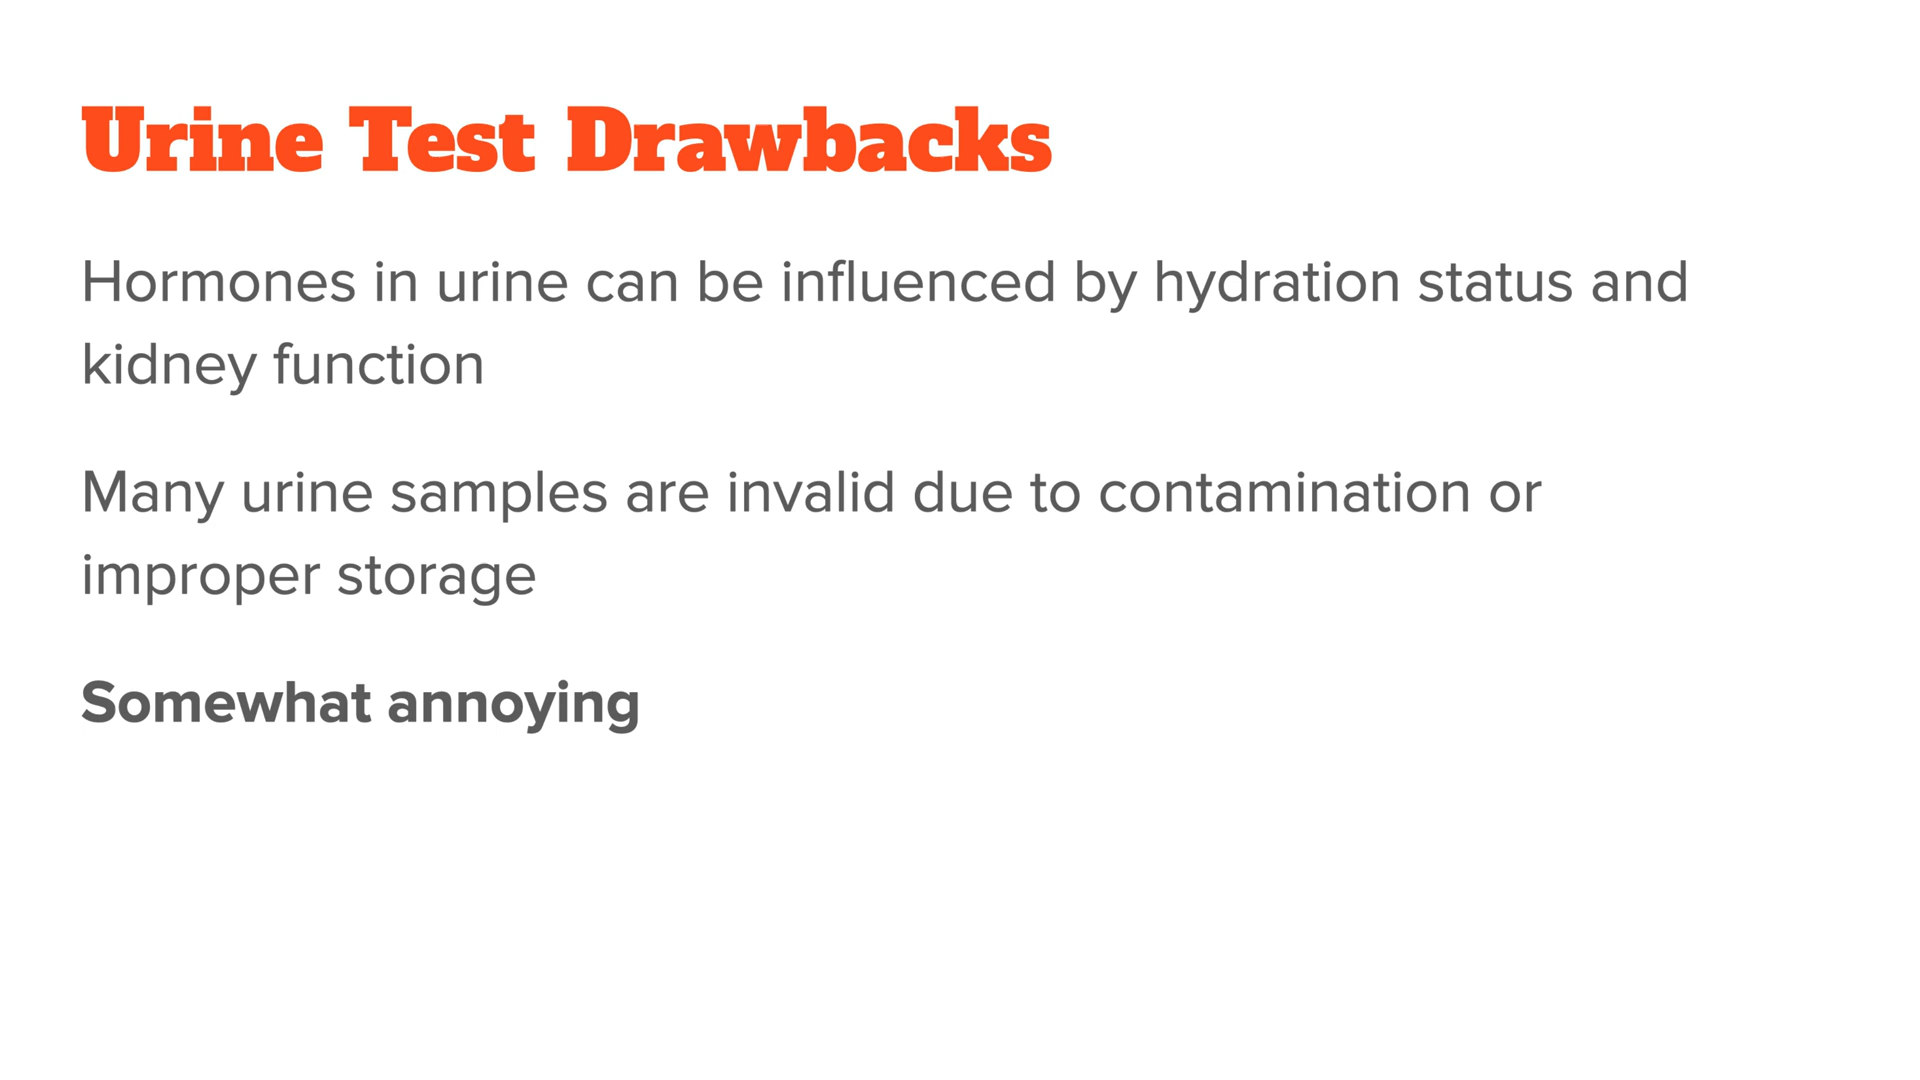 Urine Test Drawbacks
Hormones in urine can be influenced by hydration status and
kidney function
Many urine samples are invalid due to contamination or
improper storage
Somewhat annoying